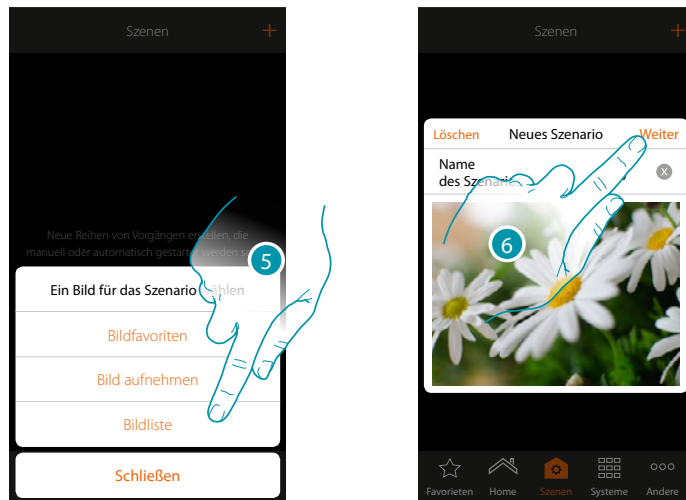 Szenen
+
Neue Reihen von Vorgängen erstellen, die
manuell oder automatisch gestartet werden
5
Ein Bild für das Szenario wählen
Bildfavoriten
Bild aufnehmen
Bildliste
Schließen
Szenen
+
Löschen Neues Szenario Weiter
Name
des Szenarios
X
6
Favoriten Home Szenen Systeme Andere